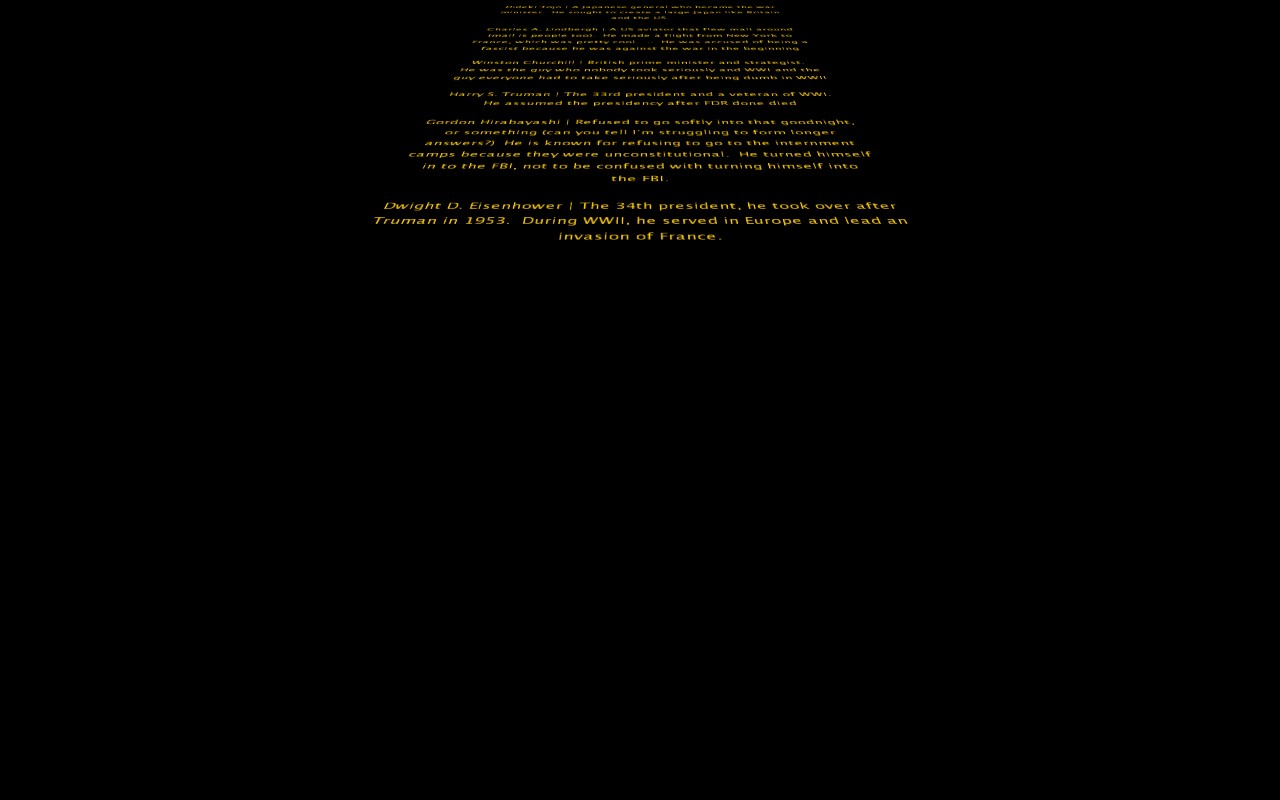 Hideki Tojo | A Japanese general who became the war
minister. He sought to create a large Japan like Britain
and the US.
Charles A. Lindbergh | A US aviator that flew mail around
(mail is people too). He made a flight from New York to
France, which was pretty cool. He was accused of being a
fascist because he was against the war in the beginning
Winston Churchill | British prime minister and strategist.
He was the guy who nobody took seriously and WWI and the
guy everyone had to take seriously after being dumb in WWII
Harry S. Truman | The 33rd president and a veteran of WWI.
He assumed the presidency after FDR done died
Gordon Hirabayashi | Refused to go softly into that goodnight,
or something (can you tell I'm struggling to form longer
answers?) He is known for refusing to go to the internment
camps because they were unconstitutional. He turned himself
in to the FBI, not to be confused with turning himself into
the FBI.
Dwight D. Eisenhower | The 34th president, he took over after
Truman in 1953. During WWII, he served in Europe and lead an
invasion of France.